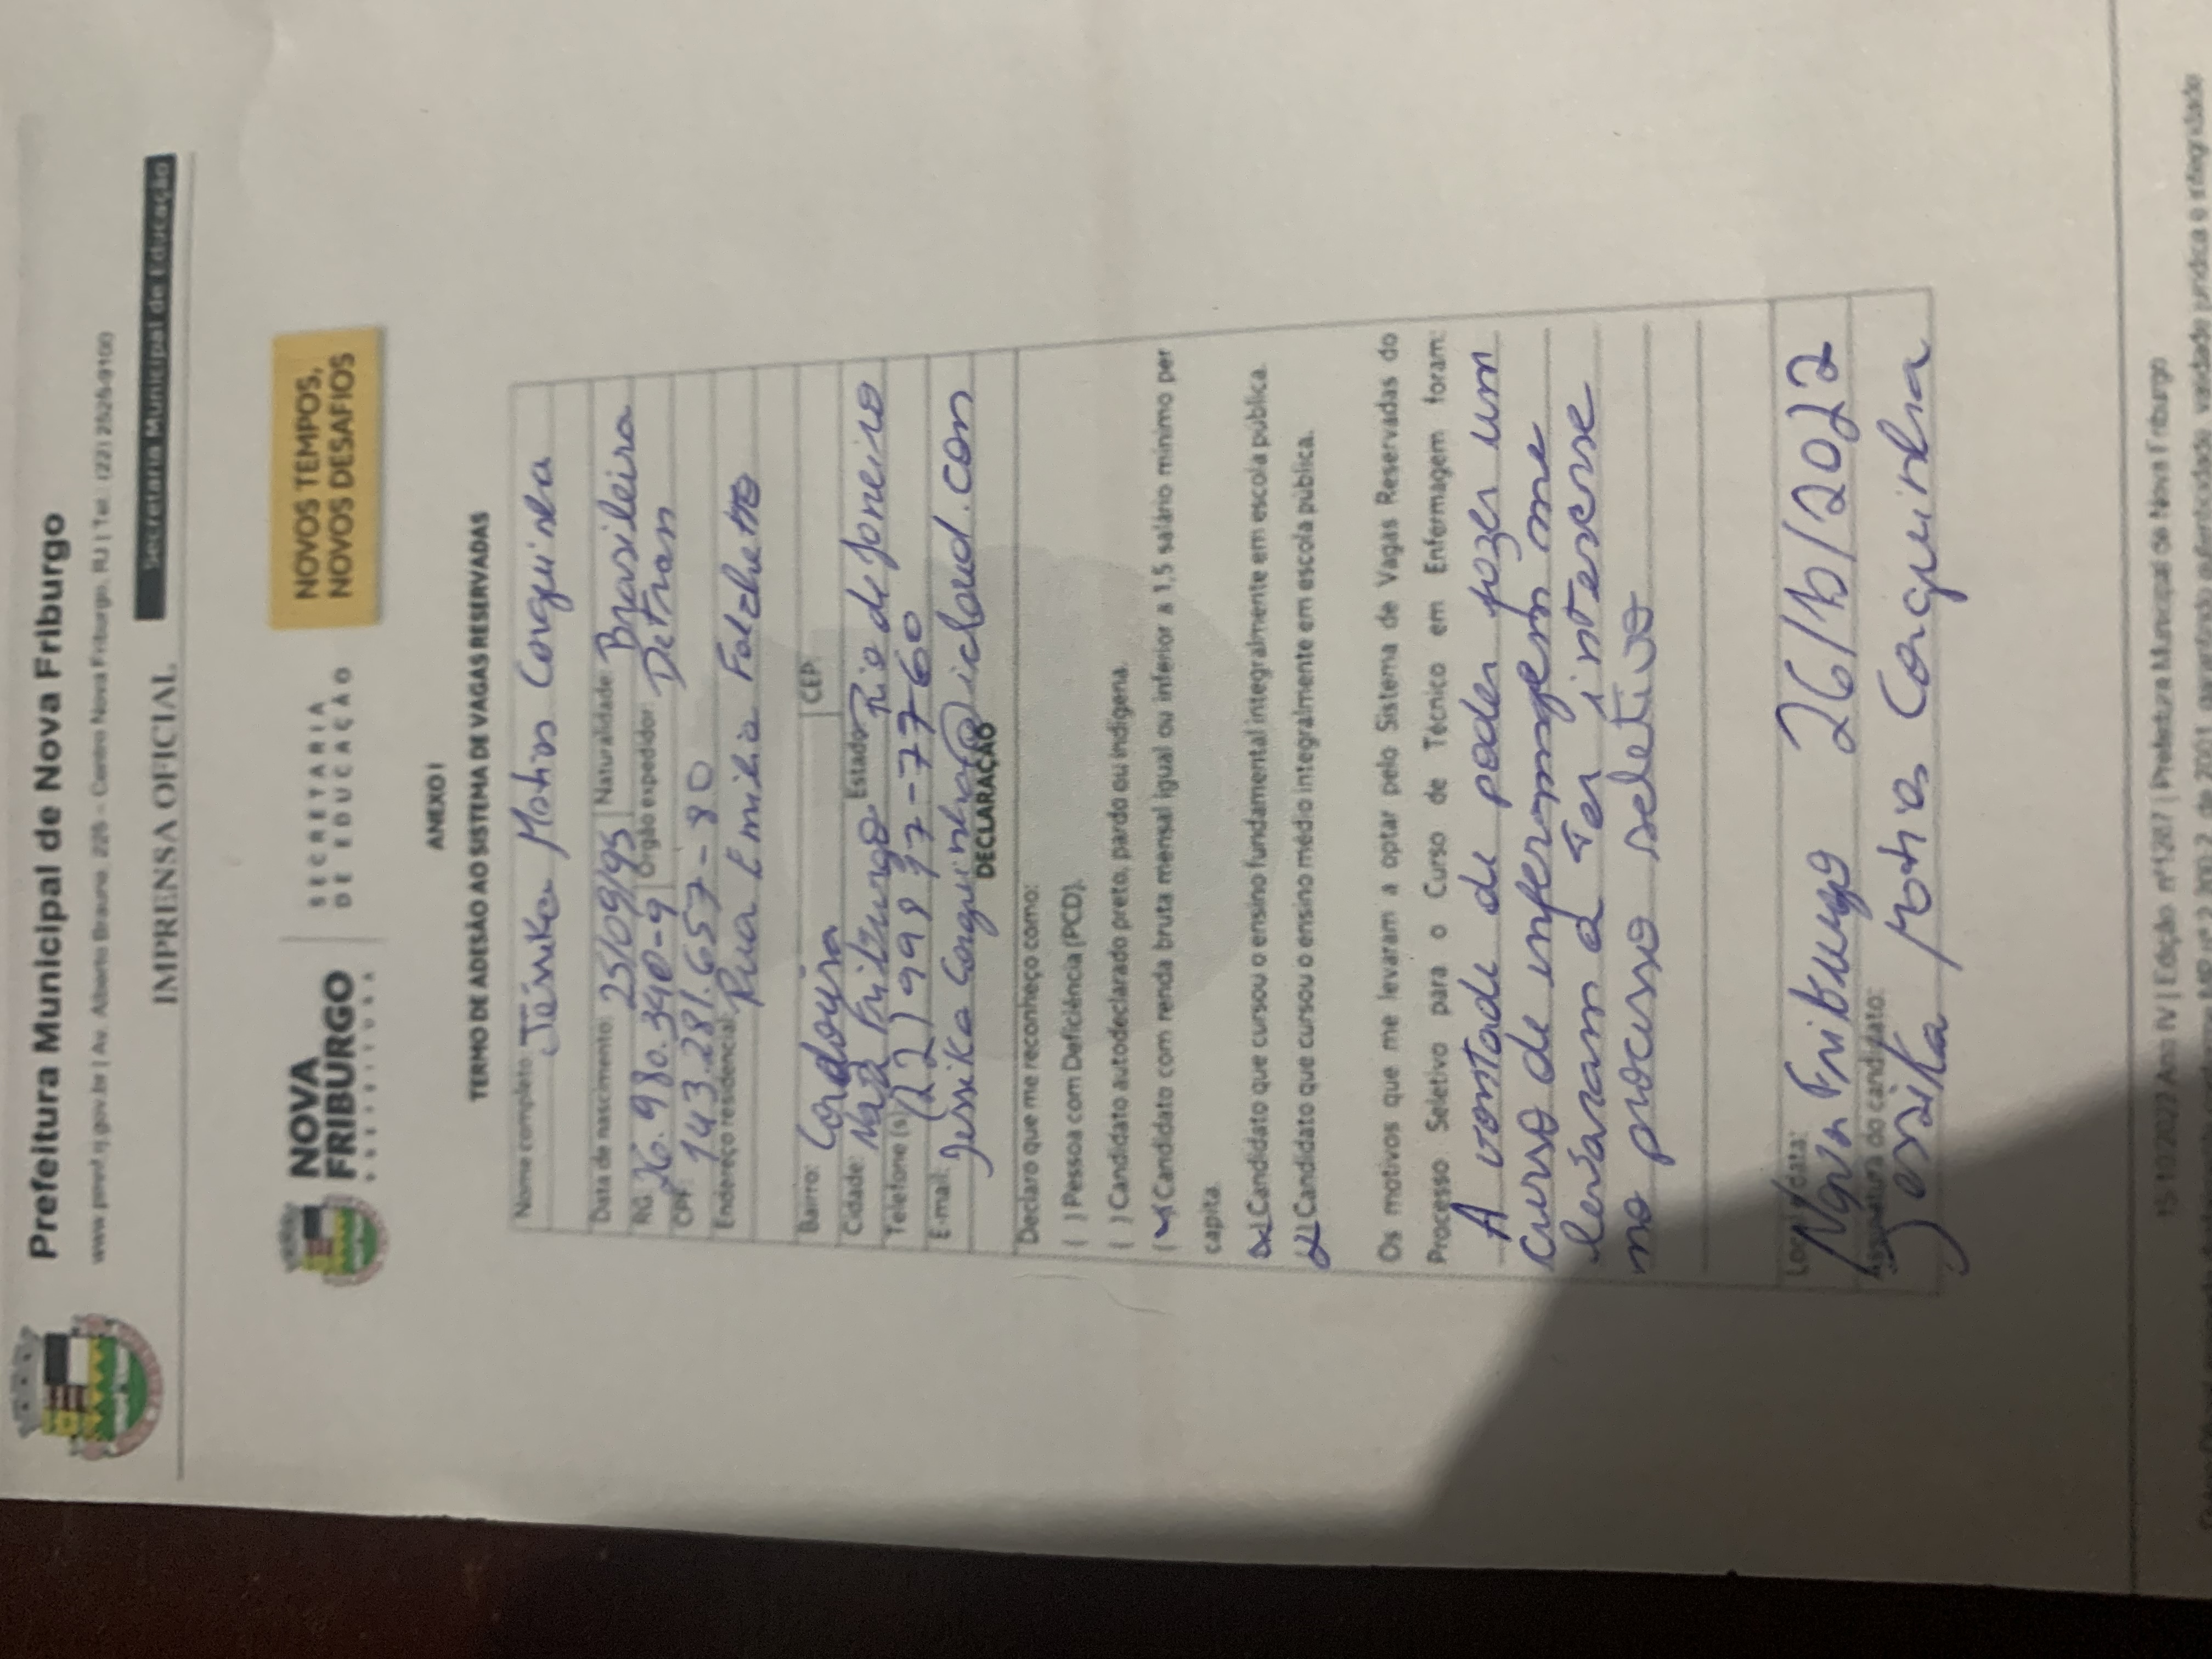 Prefeitura Municipal de Nova Friburgo
www.pmnf.rj.gov.br | Av. Alberto Braune, 225 – Centro Nova Friburgo, RJ | Tel.: (22) 2525-9100
IMPRENSA OFICIAL
Secretaria Municipal de Educação
NOVA FRIBURGO
PREFEITURA
SECRETARIA DE EDUCAÇÃO
NOVOS TEMPOS,
NOVOS DESAFIOS
ANEXO I
TERMO DE ADESÃO AO SISTEMA DE VAGAS RESERVADAS
Nome completo: Jéssika Matias Corguinha
Data de nascimento: 25/09/95 Naturalidade: Brasileira
RG: 26.980.340-9 Órgão expedidor: Detran
CPF: 143.281.657-80
Endereço residencial: Rua Emilia Falchetto
Bairro: CEP:
Cidade: Nova Friburgo Estado: Rio de Janeiro
Telefone (s): (22) 99817-7760
E-mail: JessikaCorguinha@icloud.com
DECLARAÇÃO
Declaro que me reconheço como:
( ) Pessoa com Deficiência (PCD).
( ) Candidato autodeclarado preto, pardo ou indígena.
( ) Candidato com renda bruta mensal igual ou inferior a 1,5 salário mínimo per
capita.
(x) Candidato que cursou o ensino fundamental integralmente em escola pública.
( ) Candidato que cursou o ensino médio integralmente em escola pública.
Os motivos que me levaram a optar pelo Sistema de Vagas Reservadas do
Processo Seletivo para o Curso de Técnico em Enfermagem foram:
A vontade de poder fazer um
curso de infermagem me
levaram a ter interesse
no processo seletivo
Local e data:
Nova Friburgo 26/10/2022
Assinatura do candidato:
Jessika Matias Corguinha
15/10/2022 Ano IV | Edição nº1287 | Prefeitura Municipal de Nova Friburgo
Diário Oficial assinado digitalmente conforme MP nº 2.200-2, de 2001, garantindo autenticidade, validade jurídica e integridade